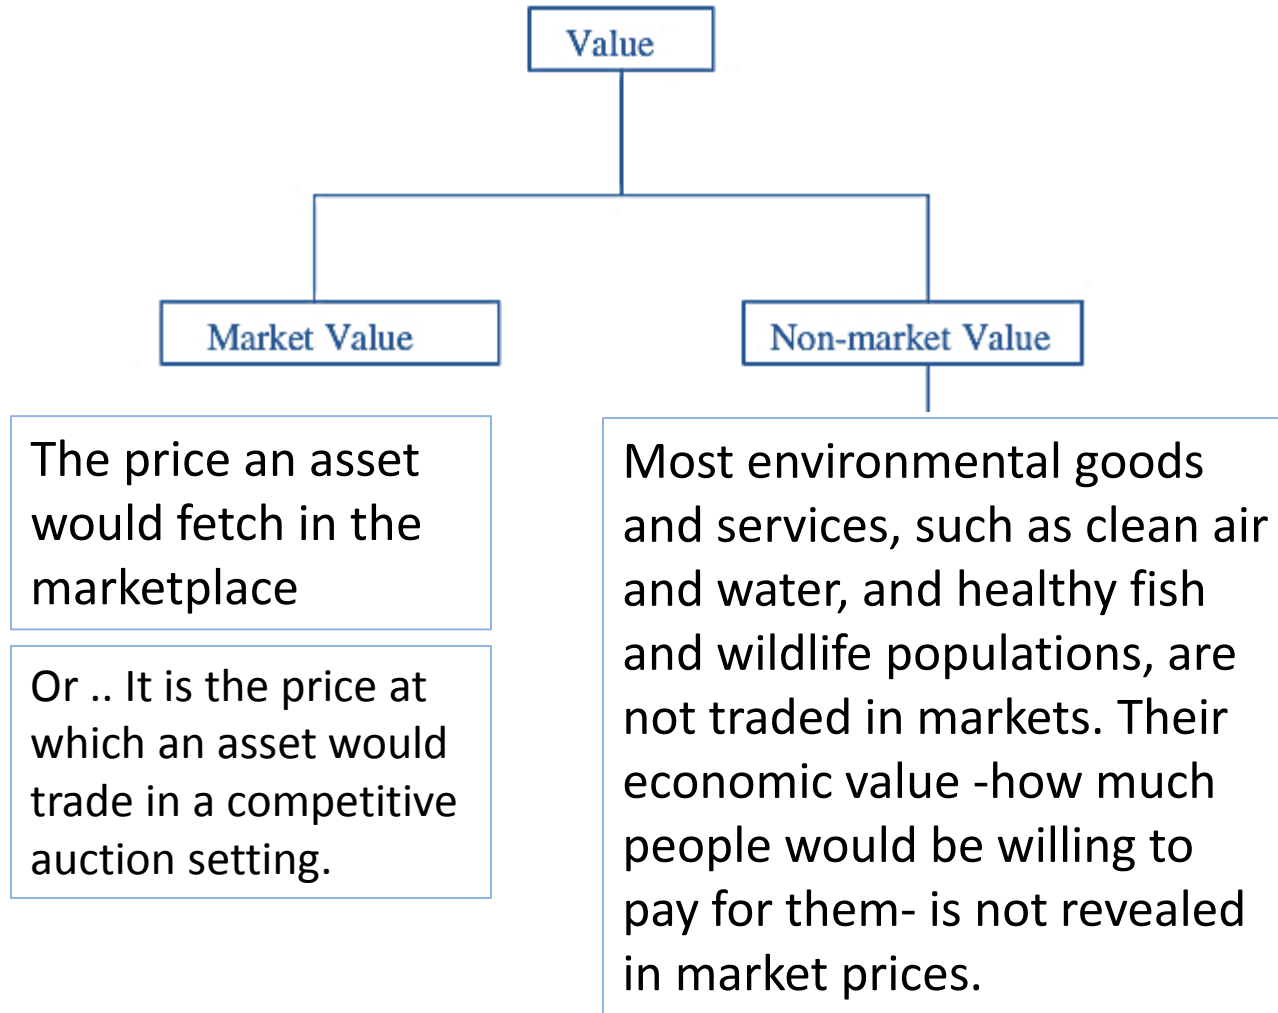 Value
Market Value
Non-market Value
The price an asset
would fetch in the
marketplace
Or .. It is the price at
which an asset would
trade in a competitive
auction setting.
Most environmental goods
and services, such as clean air
and water, and healthy fish
and wildlife populations, are
not traded in markets. Their
economic value -how much
people would be willing to
pay for them- is not revealed
in market prices.